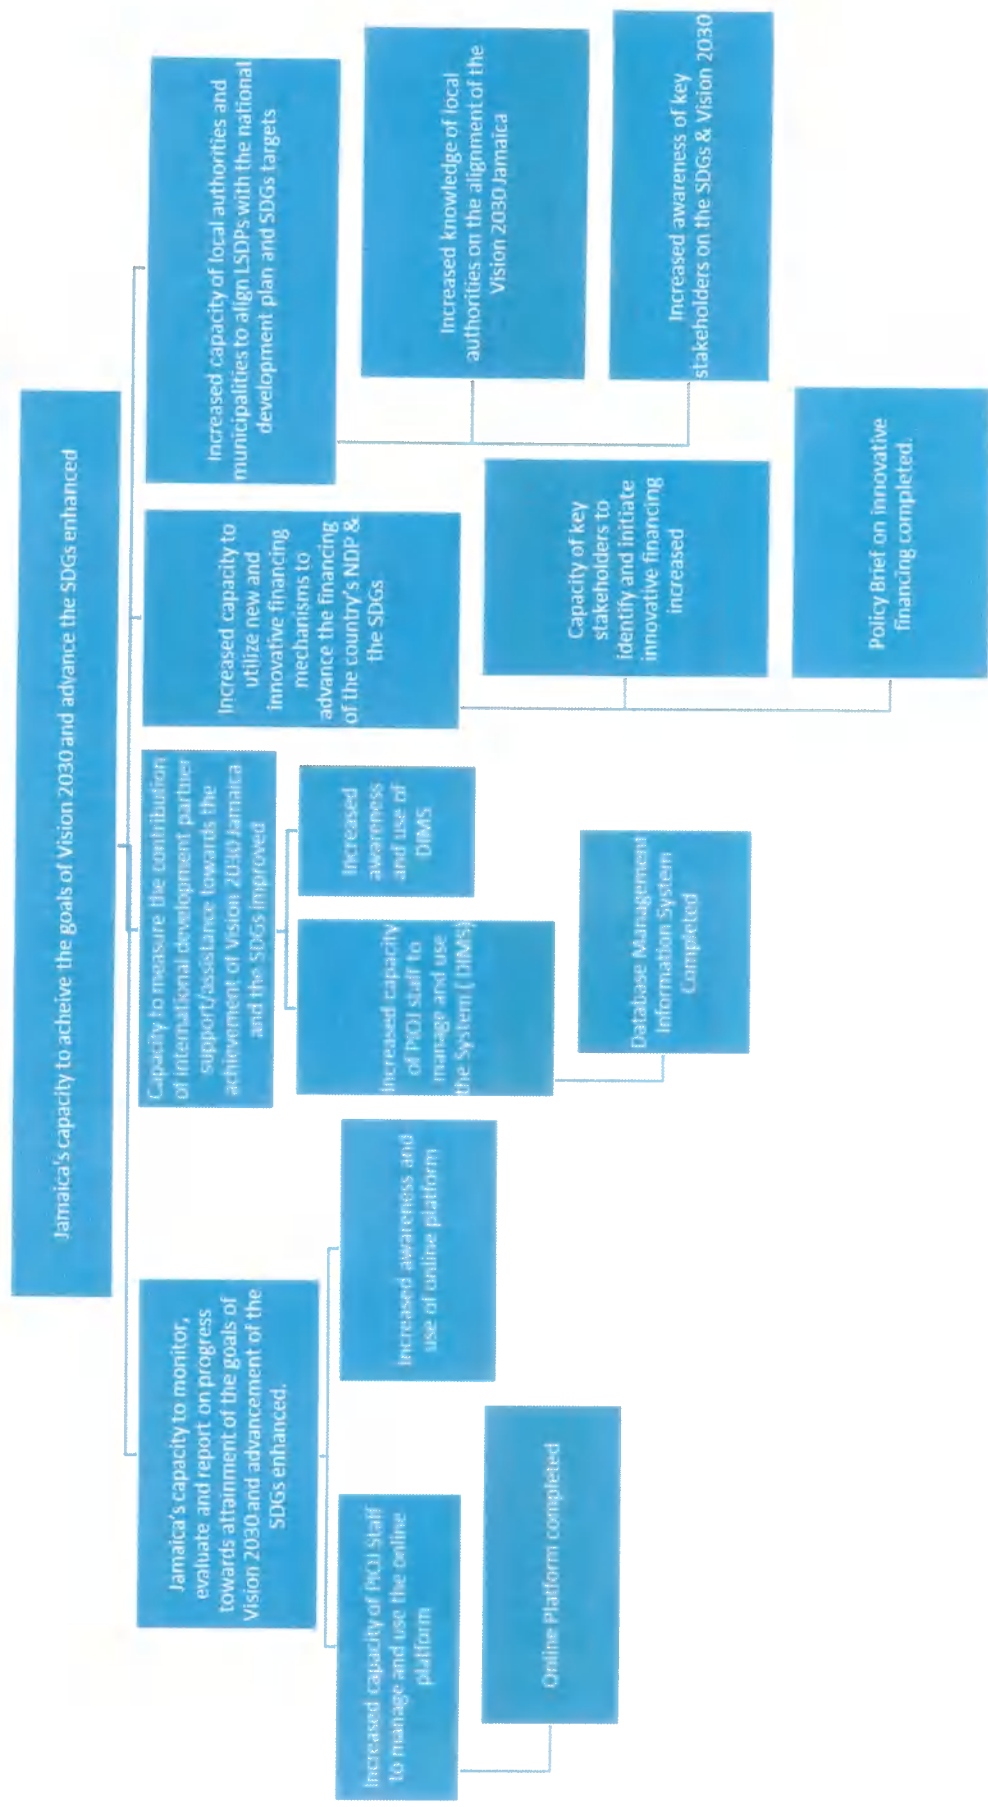 Jamaica's capacity to acheive the goals of Vision 2030 and advance the SDGs enhanced
Jamaica's capacity to monitor,
evaluate and report on progress
towards attainment of the goals of
Vision 2030 and advancement of the
SDGs enhanced.
Increased capacity of PIOJ staff
to manage and use the online
platform
Online Platform completed
Increased awareness and
use of online platform
Capacity to measure the contribution
of international development partner
support/assistance towards the
achievement of Vision 2030 Jamaica
and the SDGs improved
Increased capacity
of PIOJ staff to
manage and use
the System ( DIMS)
Database Management
Information System
Completed
Increased
awareness
and use of
DIMS
Increased capacity to
utilize new and
innovative financing
mechanisms to
advance the financing
of the country's NDP &
the SDGs
Capacity of key
stakeholders to
identify and initiate
innovative financing
increased
Policy Brief on innovative
financing completed.
Increased capacity of local authorities and
municipalities to align LSDPs with the national
development plan and SDGs targets
Increased knowledge of local
authorities on the alignment of the
Vision 2030 Jamaica
Increased awareness of key
stakeholders on the SDGs & Vision 2030